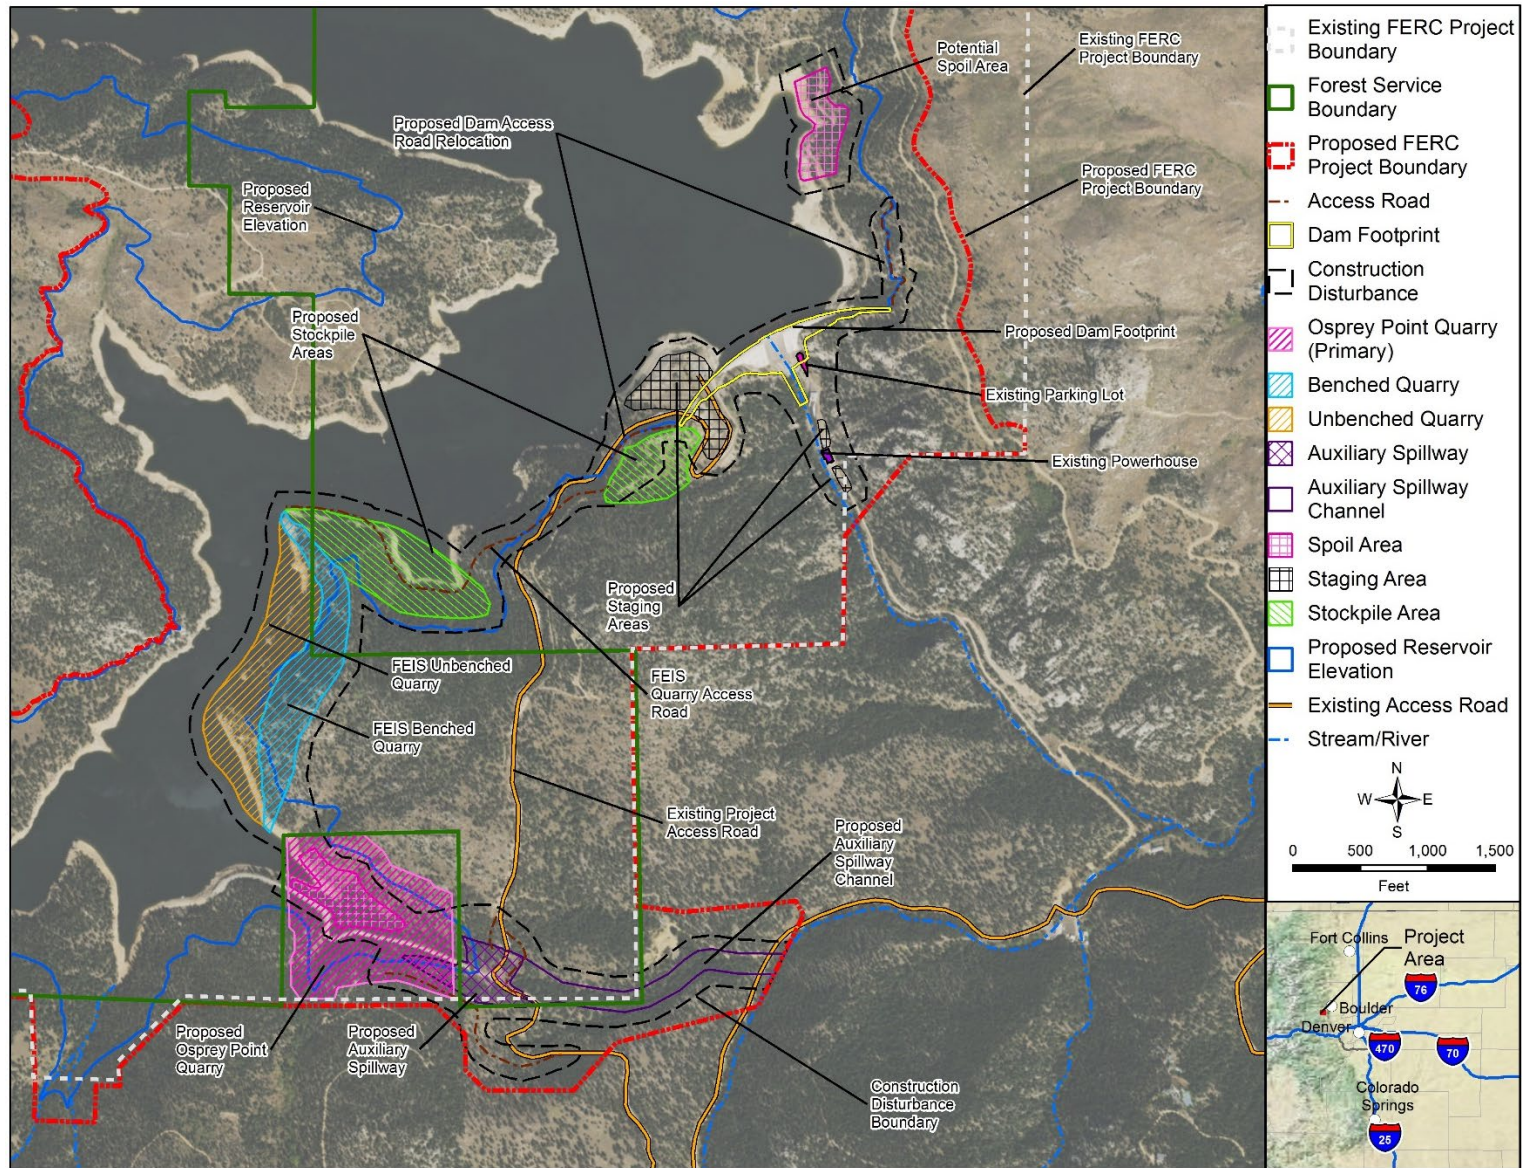 Potential
Spoil Area
Existing FERC
Project Boundary
Proposed Dam Access
Road Relocation
Proposed
Reservoir
Elevation
Proposed FERC
Project Boundary
Proposed
Stockpile
Areas
Proposed Dam Footprint
Existing Parking Lot
Existing Powerhouse
Proposed
Staging
Areas
FEIS Unbenched
Quarry
FEIS
Quarry Access
Road
FEIS Benched
Quarry
Existing Project
Access Road
Proposed
Auxiliary
Spillway
Channel
Proposed
Osprey Point
Quarry
Proposed
Auxiliary
Spillway
Construction
Disturbance
Boundary
Existing FERC Project
Boundary
Forest Service
Boundary
Proposed FERC
Project Boundary
Access Road
Dam Footprint
Construction
Disturbance
Osprey Point Quarry
(Primary)
Benched Quarry
Unbenched Quarry
Auxiliary Spillway
Auxiliary Spillway
Channel
Spoil Area
Staging Area
Stockpile Area
Proposed Reservoir
Elevation
Existing Access Road
Stream/River
N
W E
S
0 500 1,000 1,500
Feet
Fort Collins
Project
Area
76
Boulder
Denver
470
70
Colorado
Springs
25